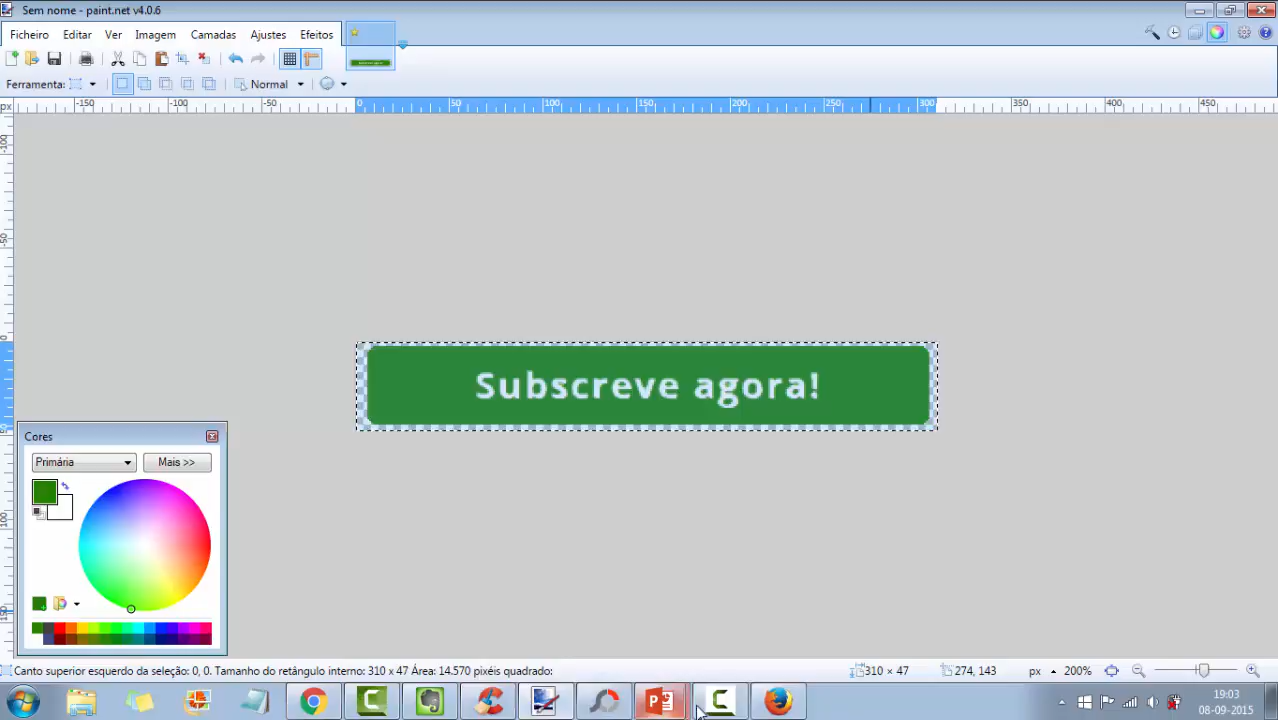 Sem nome - paint.net v4.0.6
Ficheiro Editar Ver Imagem Camadas Ajustes Efeitos
Ferramenta: Normal
px -150 -100 -50 0 50 100 150 200 250 300 350 400 450
Subscreve agora!
Cores
Primária Mais >>
Canto superior esquerdo da seleção: 0, 0. Tamanho do retângulo interno: 310 x 47 Área: 14.570 pixéis quadrado:
310 × 47 274, 143 px 200%
19:03
08-09-2015